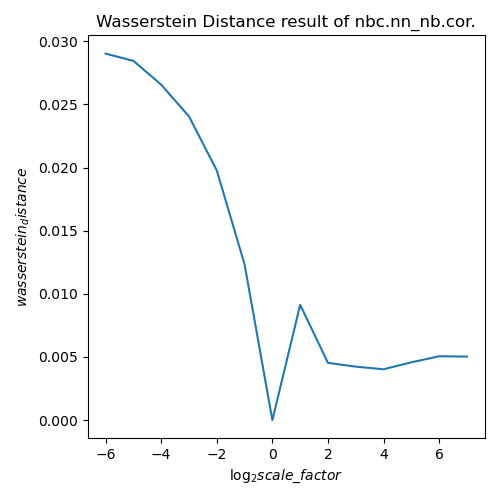 Wasserstein Distance result of nbc.nn_nb.cor.
0.030
0.025
0.020
0.015
0.010
0.005
0.000
wasserstein_distance
−6 −4 −2 0 2 4 6
log₂scale_factor